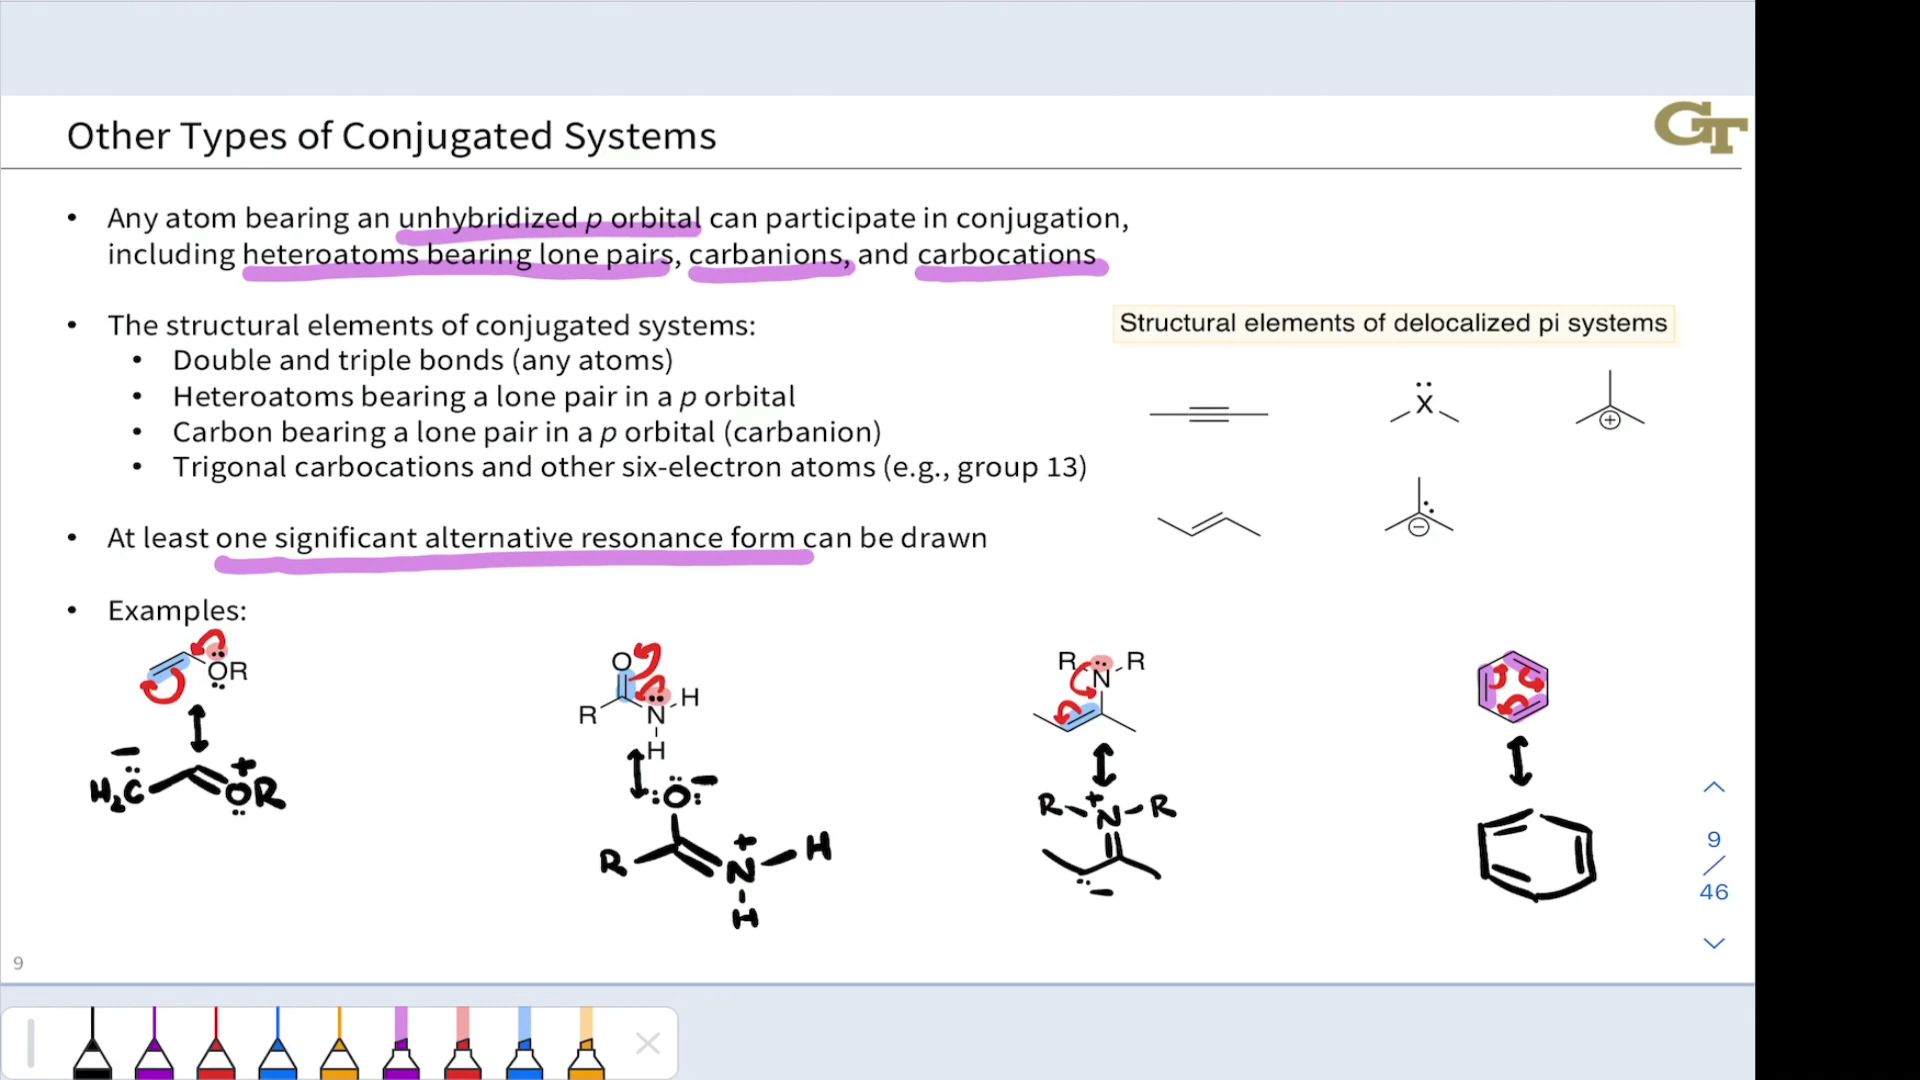 Other Types of Conjugated Systems
GT
• Any atom bearing an unhybridized p orbital can participate in conjugation,
including heteroatoms bearing lone pairs, carbanions, and carbocations
• The structural elements of conjugated systems:
• Double and triple bonds (any atoms)
• Heteroatoms bearing a lone pair in a p orbital
• Carbon bearing a lone pair in a p orbital (carbanion)
• Trigonal carbocations and other six-electron atoms (e.g., group 13)
Structural elements of delocalized pi systems
X
+
−
• At least one significant alternative resonance form can be drawn
• Examples:
OR
O
R
N
H
H
R
N
R
H₂C
−
+
OR
O
−
R
+
N
H
H
R
+
N
R
−
9
/
46
9